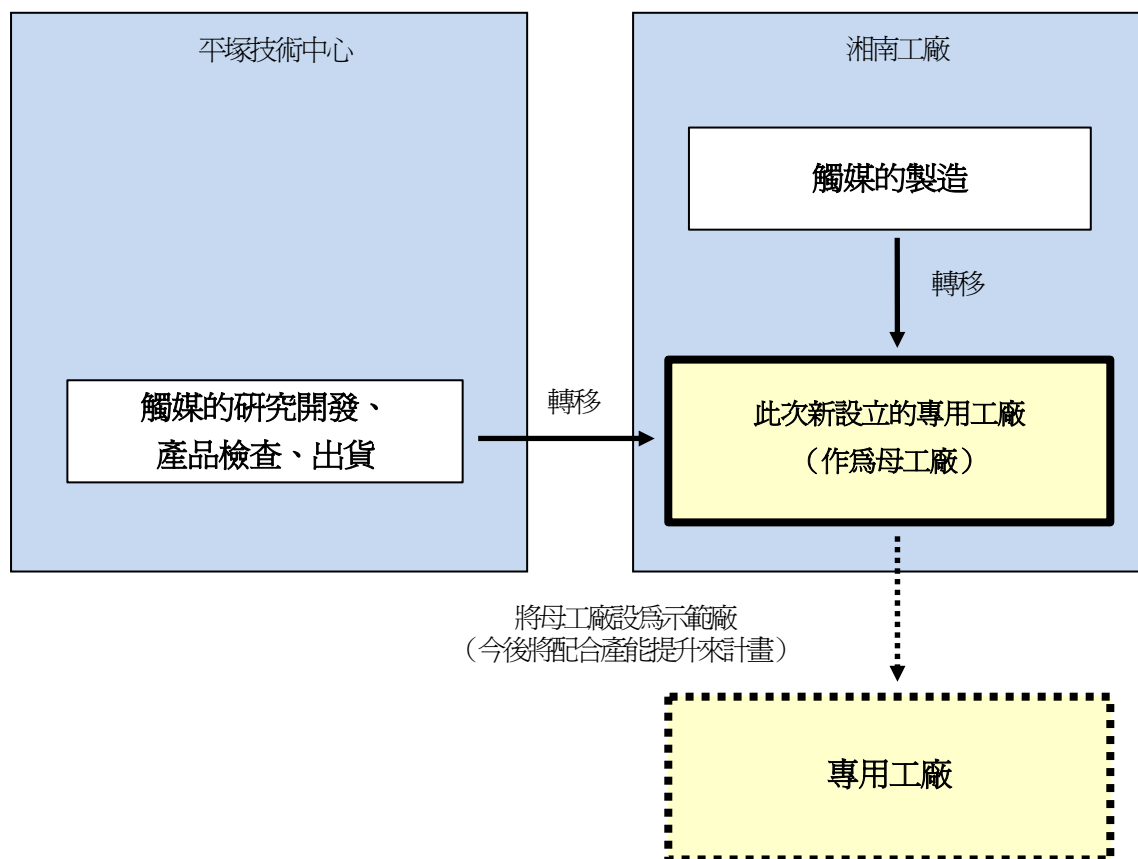 平塚技術中心
湘南工廠
觸媒的製造
轉移
觸媒的研究開發、
產品檢查、出貨
轉移
此次新設立的專用工廠
（作爲母工廠）
將母工廠設爲示範廠
（今後將配合產能提升來計畫）
專用工廠